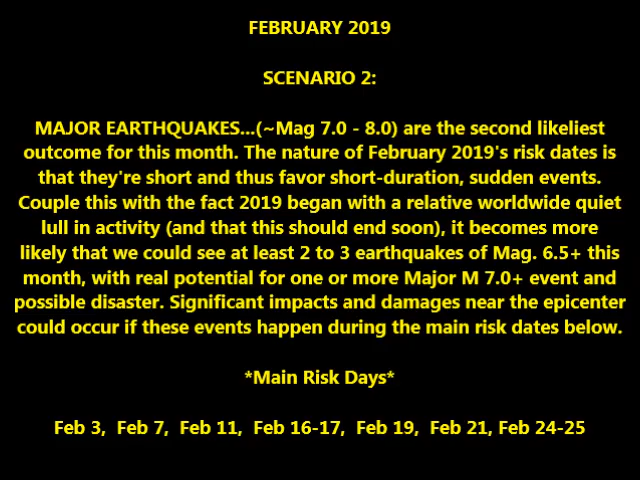 FEBRUARY 2019
SCENARIO 2:
MAJOR EARTHQUAKES...(~Mag 7.0 - 8.0) are the second likeliest
outcome for this month. The nature of February 2019's risk dates is
that they're short and thus favor short-duration, sudden events.
Couple this with the fact 2019 began with a relative worldwide quiet
lull in activity (and that this should end soon), it becomes more
likely that we could see at least 2 to 3 earthquakes of Mag. 6.5+ this
month, with real potential for one or more Major M 7.0+ event and
possible disaster. Significant impacts and damages near the epicenter
could occur if these events happen during the main risk dates below.
*Main Risk Days*
Feb 3,  Feb 7,  Feb 11,  Feb 16-17,  Feb 19,  Feb 21, Feb 24-25